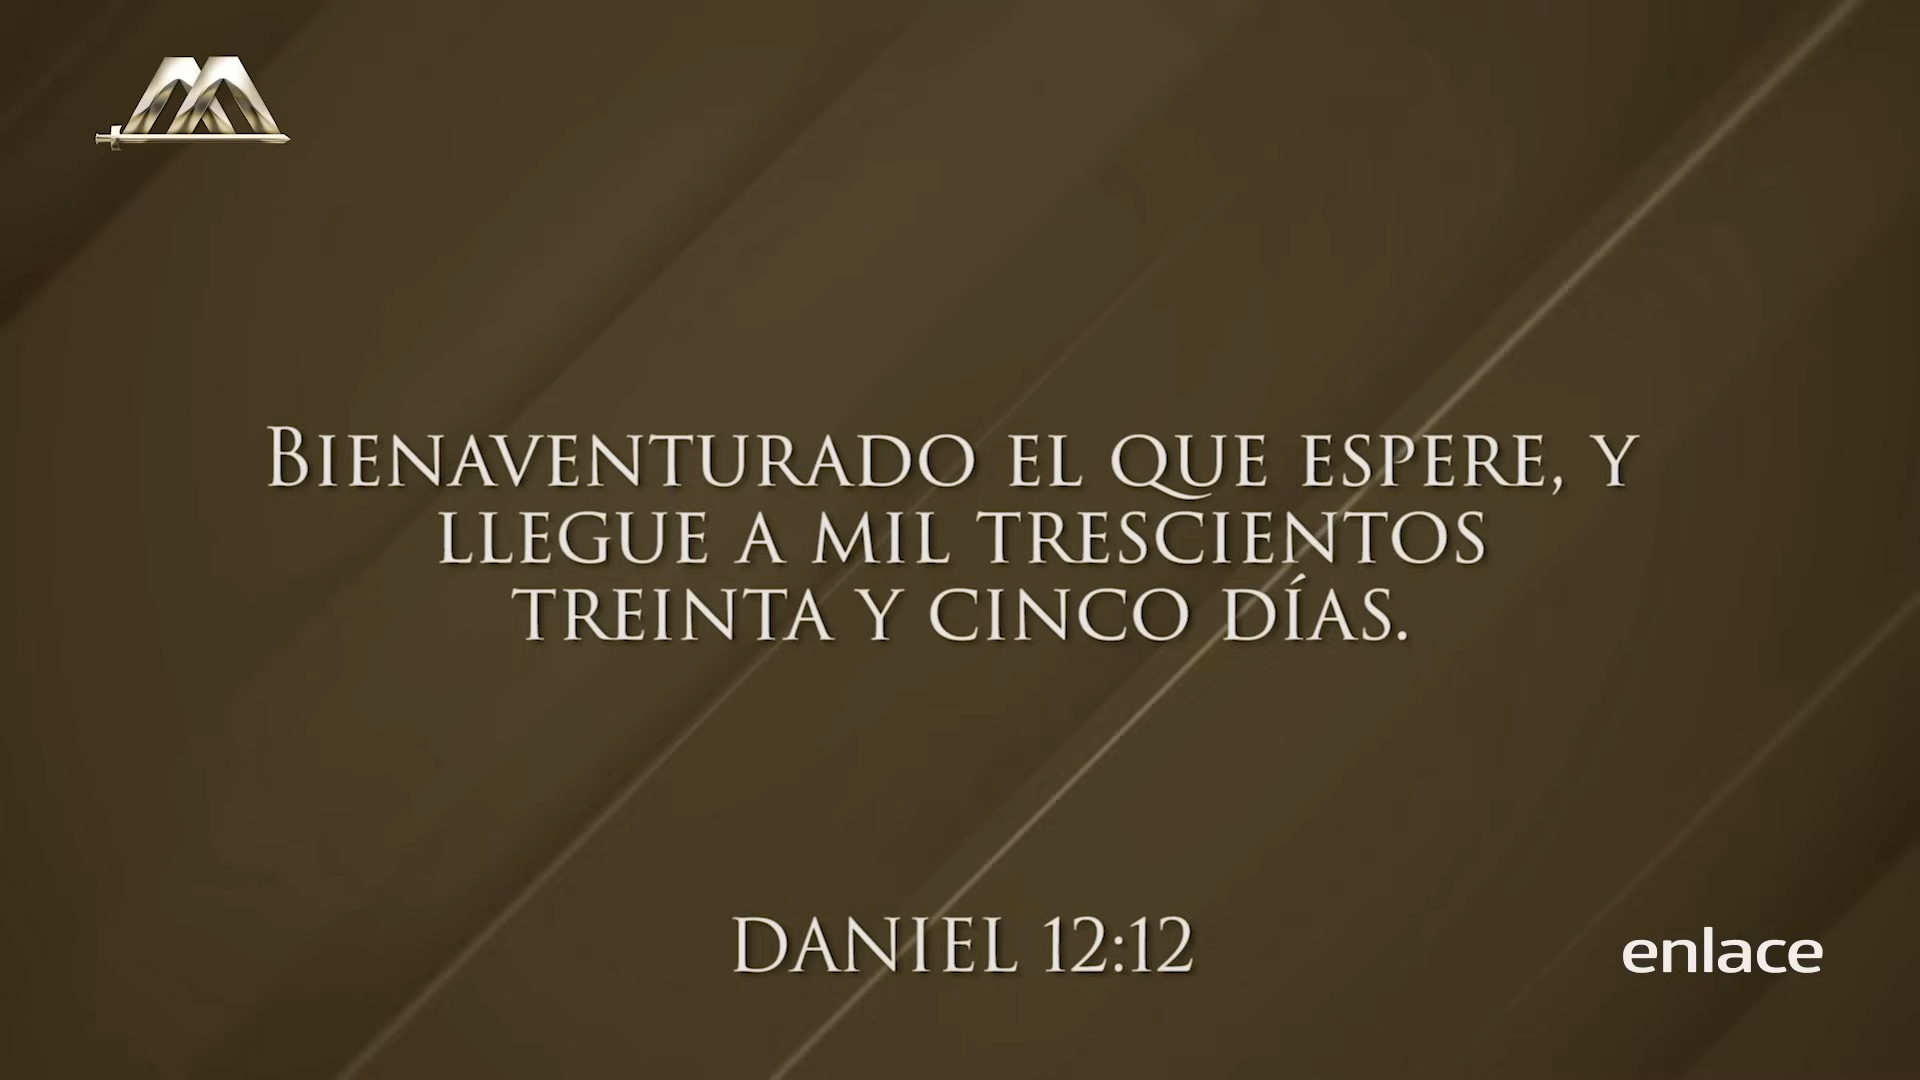 Bienaventurado el que espere, y
llegue a mil trescientos
treinta y cinco días.
DANIEL 12:12
enlace